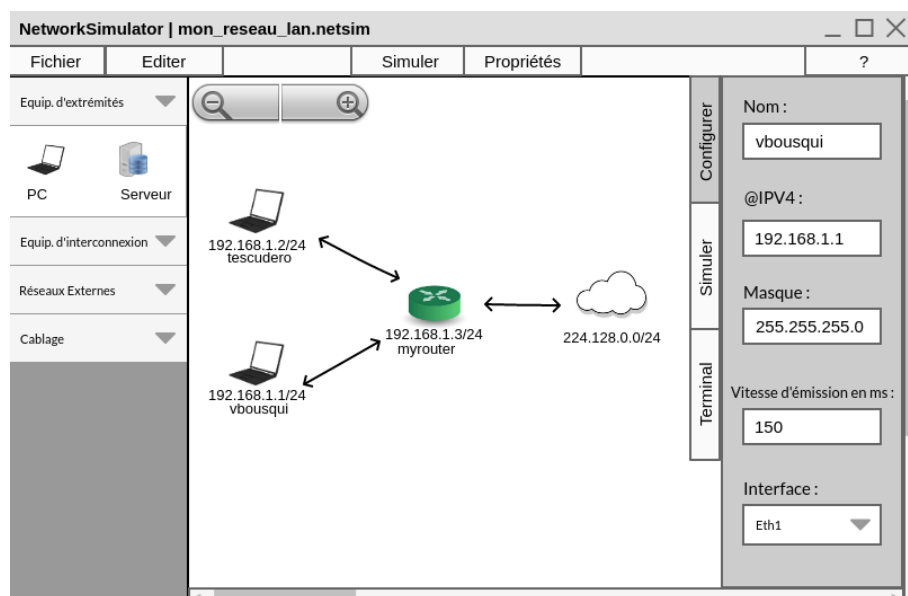 NetworkSimulator | mon_reseau_lan.netsim
Fichier
Editer
Simuler
Propriétés
?
Equip. d'extrémités
PC
Serveur
Equip. d'interconnexion
Réseaux Externes
Cablage
192.168.1.2/24
tescudero
192.168.1.3/24
myrouter
224.128.0.0/24
192.168.1.1/24
vbousqui
Configurer
Simuler
Terminal
Nom :
vbousqui
@IPV4 :
192.168.1.1
Masque :
255.255.255.0
Vitesse d'émission en ms :
150
Interface :
Eth1